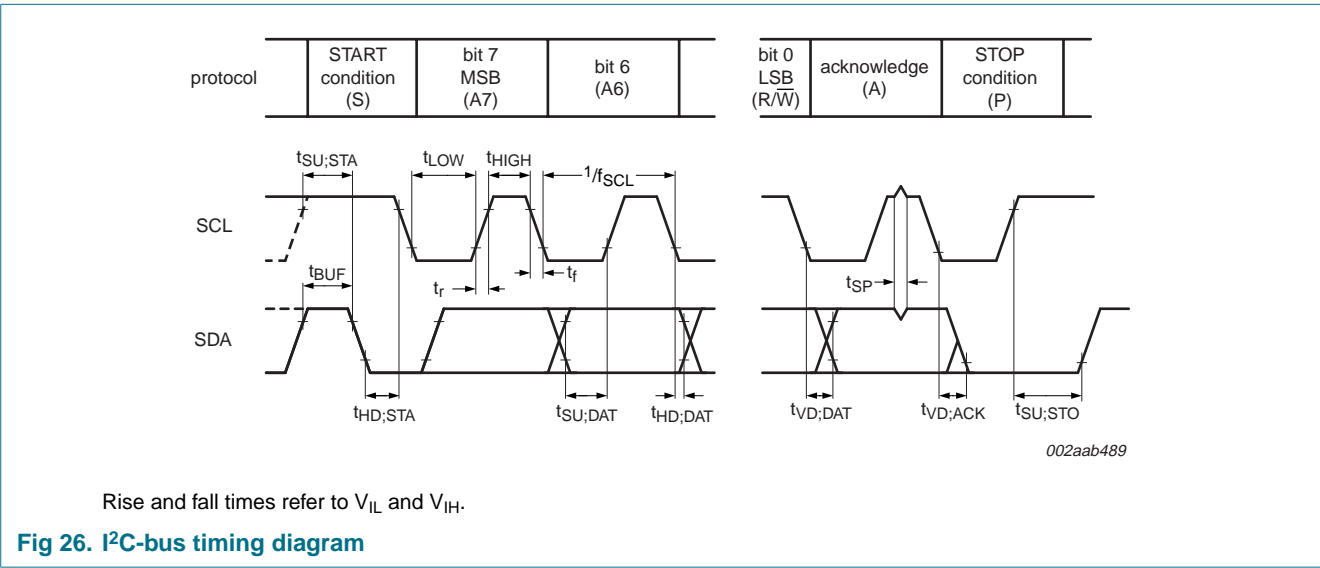 protocol
START
condition
(S)
bit 7
MSB
(A7)
bit 6
(A6)
bit 0
LSB
(R/W̅)
acknowledge
(A)
STOP
condition
(P)
tSU;STA
tLOW
tHIGH
1/fSCL
SCL
tBUF
tr
tf
tSP
SDA
tHD;STA
tSU;DAT
tHD;DAT
tVD;DAT
tVD;ACK
tSU;STO
002aab489
Rise and fall times refer to VIL and VIH.
Fig 26. I²C-bus timing diagram